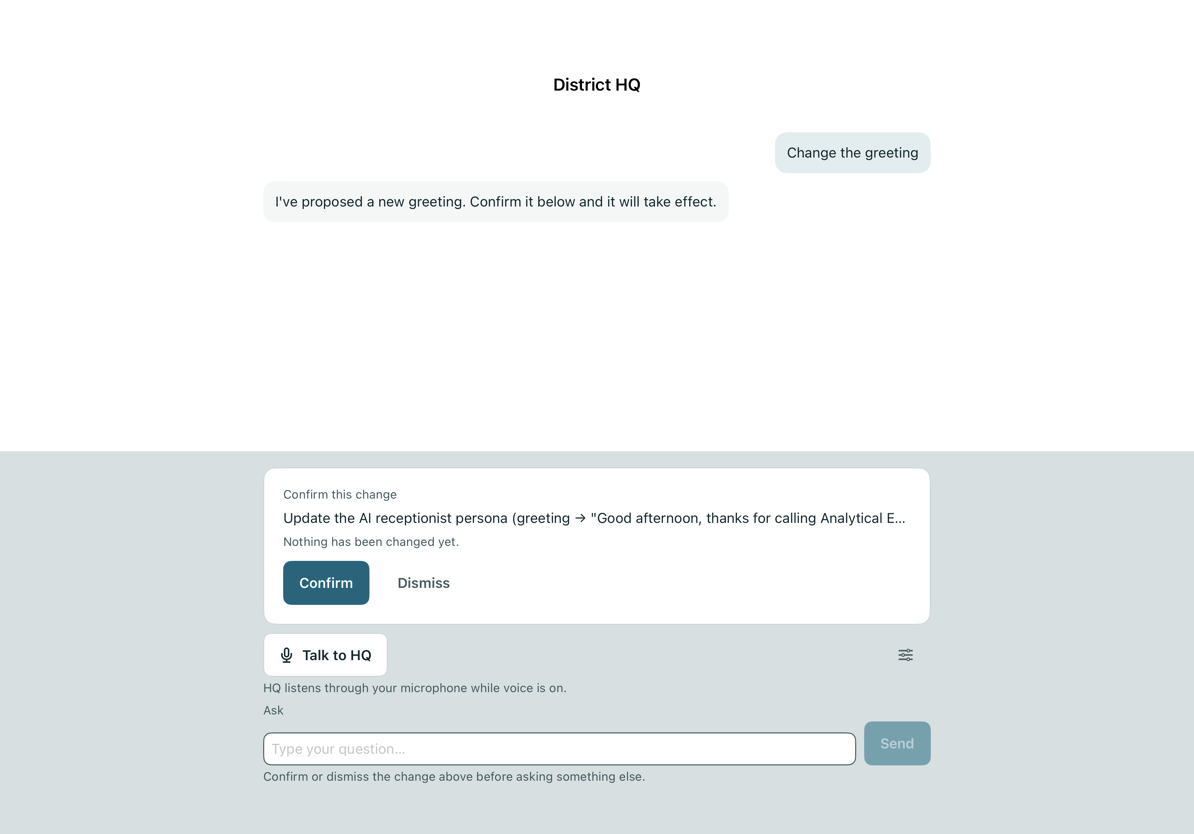 District HQ
Change the greeting
I've proposed a new greeting. Confirm it below and it will take effect.
Confirm this change
Update the AI receptionist persona (greeting → "Good afternoon, thanks for calling Analytical E...
Nothing has been changed yet.
Confirm
Dismiss
Talk to HQ
HQ listens through your microphone while voice is on.
Ask
Type your question...
Send
Confirm or dismiss the change above before asking something else.